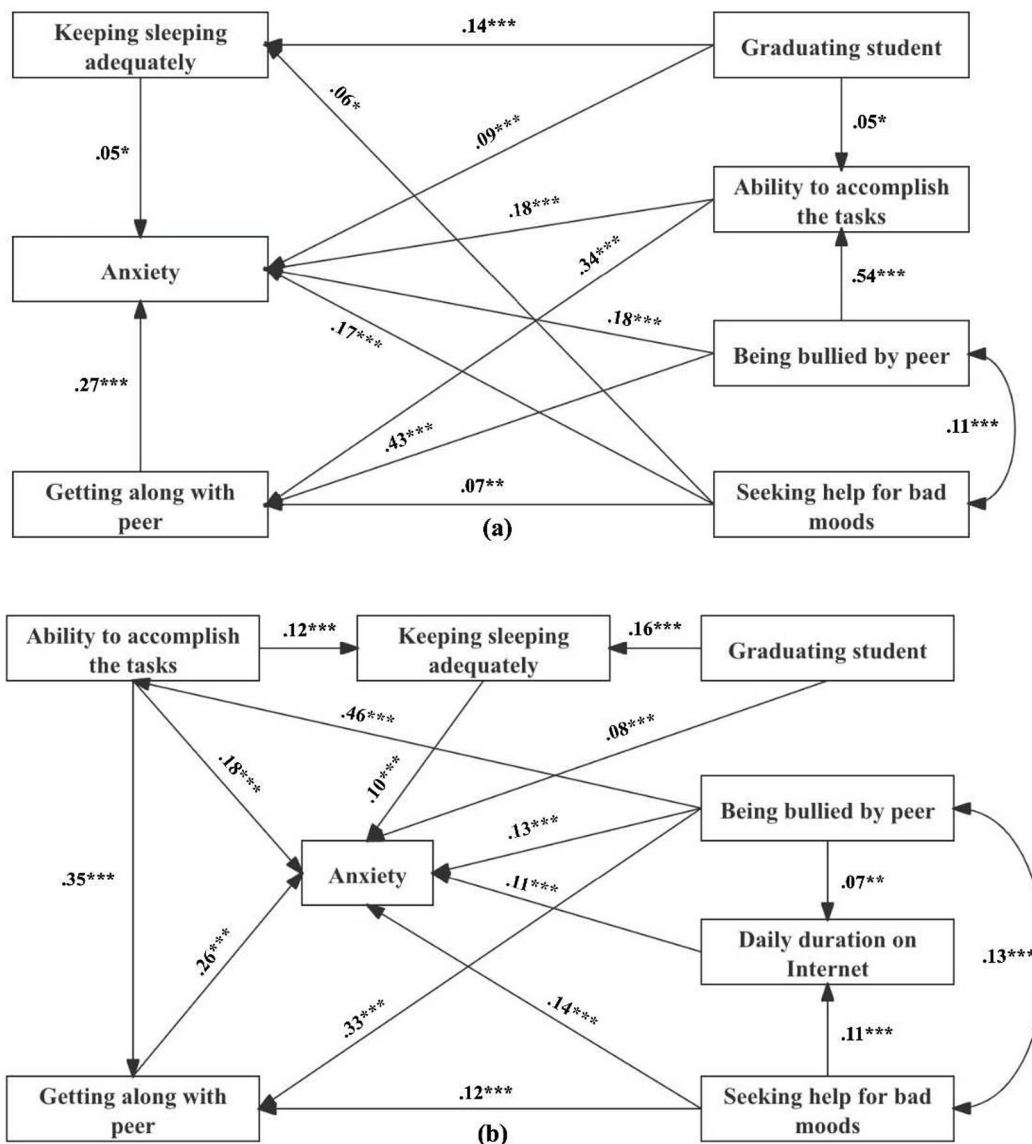 Keeping sleeping
adequately
.14***
Graduating student
.06*
.09***
.05*
.05*
Ability to accomplish
the tasks
.18***
.34***
Anxiety
.54***
.18***
.17***
Being bullied by peer
.27***
.43***
.11***
Getting along with
peer
.07**
Seeking help for bad
moods
(a)
Ability to accomplish
the tasks
.12***
Keeping sleeping
adequately
.16***
Graduating student
.46***
.08***
.18***
.10***
Being bullied by peer
.13***
Anxiety
.35***
.11***
.07**
.26***
Daily duration on
Internet
.13***
.33***
.14***
.11***
Getting along with
peer
.12***
Seeking help for bad
moods
(b)